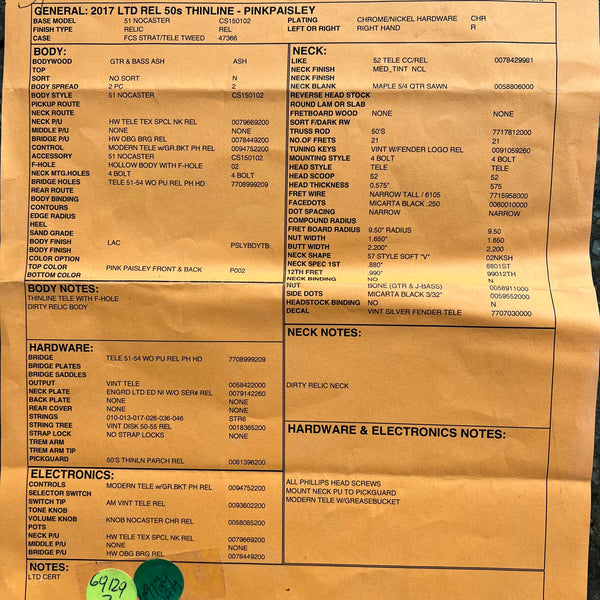 GENERAL: 2017 LTD REL 50s THINLINE - PINKPAISLEY
BASE MODEL 51 NOCASTER CS150102 PLATING CHROME/NICKEL HARDWARE CHR
FINISH TYPE RELIC REL LEFT OR RIGHT RIGHT HAND R
CASE FCS STRAT/TELE TWEED 47366
BODY:
BODYWOOD GTR & BASS ASH ASH
TOP
SORT NO SORT N
BODY SPREAD 2 PC 2
BODY STYLE 51 NOCASTER CS150102
PICKUP ROUTE
NECK ROUTE
NECK P/U HW TELE TEX SPCL NK REL 0079669200
MIDDLE P/U NONE NONE
BRIDGE P/U HW OBG BRG REL 0078449200
CONTROL MODERN TELE w/GR.BKT PH REL 0094752200
ACCESSORY 51 NOCASTER CS150102
F-HOLE HOLLOW BODY WITH F-HOLE 02
NECK MTG.HOLES 4 BOLT 4 BOLT
BRIDGE HOLES TELE 51-54 WO PU REL PH HD 7708999209
REAR ROUTE
BODY BINDING
CONTOURS
EDGE RADIUS
HEEL
SAND GRADE
BODY FINISH LAC PSLYBDYTB
BODY FINISH
COLOR OPTION
TOP COLOR PINK PAISLEY FRONT & BACK P002
BOTTOM COLOR
BODY NOTES:
THINLINE TELE WITH F-HOLE
DIRTY RELIC BODY
HARDWARE:
BRIDGE TELE 51-54 WO PU REL PH HD 7708999209
BRIDGE PLATES
BRIDGE SADDLES
OUTPUT VINT TELE 0058422000
NECK PLATE ENGRD LTD ED NI W/O SER# REL 0079142260
BACK PLATE NONE NONE
REAR COVER NONE NONE
STRINGS 010-013-017-026-036-046 STR6
STRING TREE VINT DISK 50-55 REL 0018365200
STRAP LOCK NO STRAP LOCKS NONE
TREM ARM
TREM ARM TIP
PICKGUARD 50'S THINLN PARCH REL 0081396200
ELECTRONICS:
CONTROLS MODERN TELE w/GR.BKT PH REL 0094752200
SELECTOR SWITCH
SWITCH TIP AM VINT TELE REL 0093602200
TONE KNOB
VOLUME KNOB KNOB NOCASTER CHR REL 0058085200
POTS
NECK P/U HW TELE TEX SPCL NK REL 0079669200
MIDDLE P/U NONE NONE
BRIDGE P/U HW OBG BRG REL 0078449200
NOTES:
LTD CERT
69129
NECK:
LIKE 52 TELE CC/REL 0078429981
NECK FINISH MED_TINT NCL
NECK FINISH
NECK BLANK MAPLE 5/4 QTR SAWN 0058806000
REVERSE HEAD STOCK
ROUND LAM OR SLAB
FRETBOARD WOOD NONE NONE
SORT F/DARK RW
TRUSS ROD 50'S 7717812000
NO.OF FRETS 21 21
TUNING KEYS VINT W/FENDER LOGO REL 0091059260
MOUNTING STYLE 4 BOLT 4 BOLT
HEAD STYLE TELE TELE
HEAD SCOOP 52 52
HEAD THICKNESS 0.575" 575
FRET WIRE NARROW TALL / 6105 7715958000
FACEDOTS MICARTA BLACK .250 0060010000
DOT SPACING NARROW NARROW
COMPOUND RADIUS
FRET BOARD RADIUS 9.50" RADIUS 9.50
NUT WIDTH 1.650" 1.650
BUTT WIDTH 2.200" 2.200
NECK SHAPE 57 STYLE SOFT "V" 02NKSH
NECK SPEC 1ST .880" 8801ST
12TH FRET .990" 99012TH
NECK BINDING NO N
NUT BONE (GTR & J-BASS) 0058911000
SIDE DOTS MICARTA BLACK 3/32" 0059552000
HEADSTOCK BINDING NO N
DECAL VINT SILVER FENDER TELE 7707030000
NECK NOTES:
DIRTY RELIC NECK
HARDWARE & ELECTRONICS NOTES:
ALL PHILLIPS HEAD SCREWS
MOUNT NECK PU TO PICKGUARD
MODERN TELE W/GREASEBUCKET